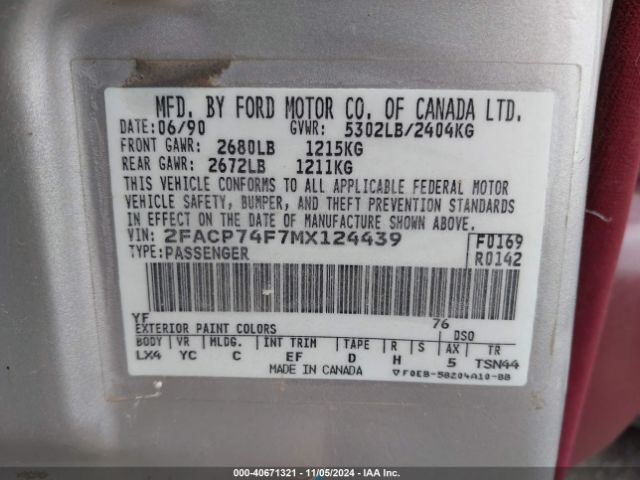 MFD. BY FORD MOTOR CO. OF CANADA LTD.
DATE: 06/90 GVWR: 5302LB/2404KG
FRONT GAWR: 2680LB 1215KG
REAR GAWR: 2672LB 1211KG
THIS VEHICLE CONFORMS TO ALL APPLICABLE FEDERAL MOTOR
VEHICLE SAFETY, BUMPER, AND THEFT PREVENTION STANDARDS
IN EFFECT ON THE DATE OF MANUFACTURE SHOWN ABOVE.
VIN: 2FACP74F7MX124439 F0169
TYPE: PASSENGER R0142
YF 76
EXTERIOR PAINT COLORS DSO
BODY VR MLDG. INT TRIM TAPE R S AX TR
LX4 YC C EF D H 5 TSN44
MADE IN CANADA ▽F0EB-58204A10-BB
000-40671321 - 11/05/2024 - IAA Inc.